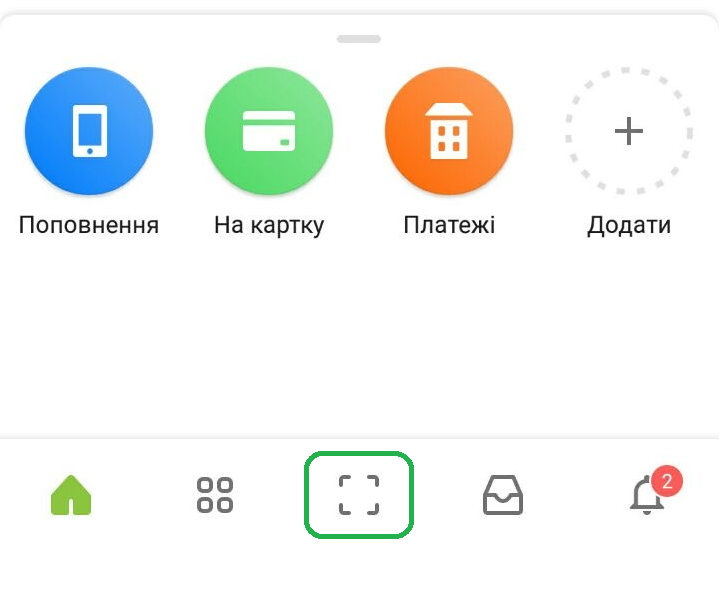 Поповнення
На картку
Платежі
Додати
2